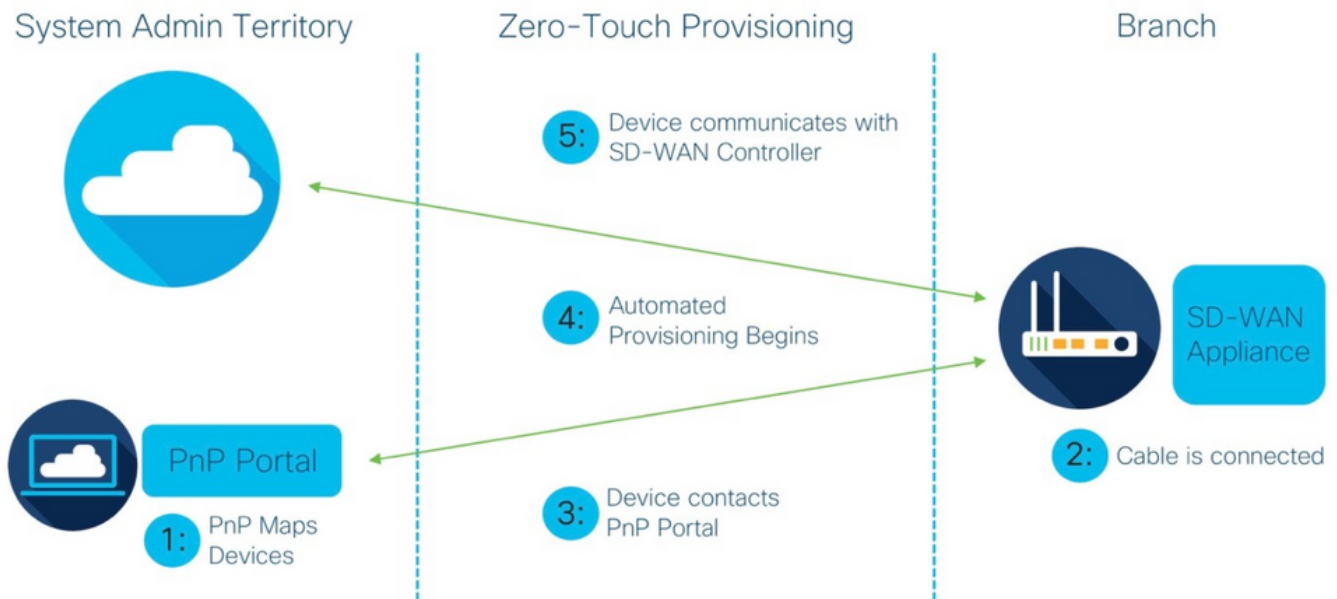 System Admin Territory
Zero-Touch Provisioning
Branch
5:
Device communicates with
SD-WAN Controller
4:
Automated
Provisioning Begins
SD-WAN
Appliance
PnP Portal
2:
Cable is connected
3:
Device contacts
PnP Portal
1:
PnP Maps
Devices